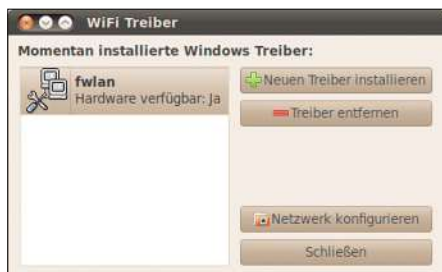 WiFi Treiber
Momentan installierte Windows Treiber:
fwlan
Hardware verfügbar: Ja
Neuen Treiber installieren
Treiber entfernen
Netzwerk konfigurieren
Schließen